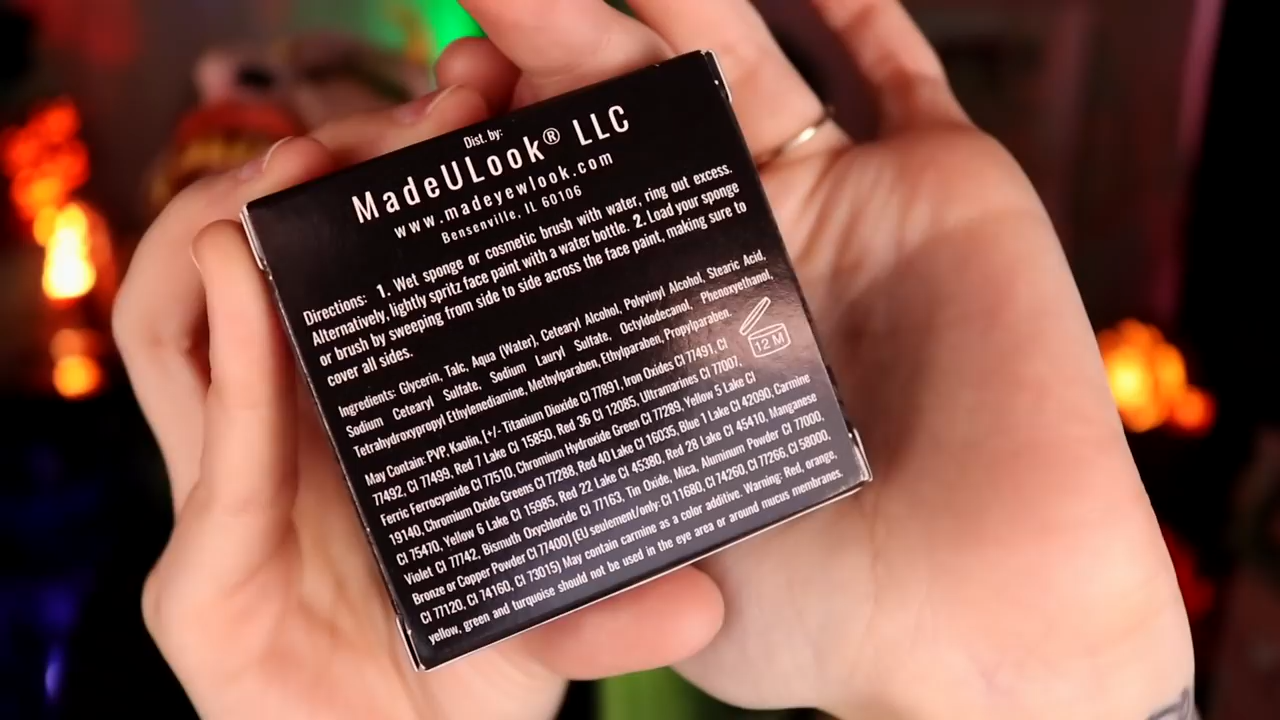 Dist. by:
MadeULook® LLC
www.madeyewlook.com
Bensenville, IL 60106
Directions: 1. Wet sponge or cosmetic brush with water, ring out excess.
Alternatively, lightly spritz face paint with a water bottle. 2. Load your sponge
or brush by sweeping from side to side across the face paint, making sure to
cover all sides.
Ingredients: Glycerin, Talc, Aqua (Water), Cetearyl Alcohol, Polyvinyl Alcohol, Stearic Acid,
Sodium Cetearyl Sulfate, Sodium Lauryl Sulfate, Octyldodecanol, Phenoxyethanol,
Tetrahydroxypropyl Ethylenediamine, Methylparaben, Ethylparaben, Propylparaben.
May Contain: PVP, Kaolin, [+/- Titanium Dioxide CI 77891, Iron Oxides CI 77491, CI
77492, CI 77499, Red 7 Lake CI 15850, Red 36 CI 12085, Ultramarines CI 77007,
Ferric Ferrocyanide CI 77510, Chromium Hydroxide Green CI 77289, Yellow 5 Lake CI
19140, Chromium Oxide Greens CI 77288, Red 40 Lake CI 16035, Blue 1 Lake CI 42090, Carmine
CI 75470, Yellow 6 Lake CI 15985, Red 22 Lake CI 45380, Red 28 Lake CI 45410, Manganese
Violet CI 77742, Bismuth Oxychloride CI 77163, Tin Oxide, Mica, Aluminum Powder CI 77000,
Bronze or Copper Powder CI 77400] (EU seulement/only: CI 11680, CI 74260, CI 77266, CI 58000,
CI 77120, CI 74160, CI 73015) May contain carmine as a color additive. Warning: Red, orange,
yellow, green and turquoise should not be used in the eye area or around mucus membranes.
12 M